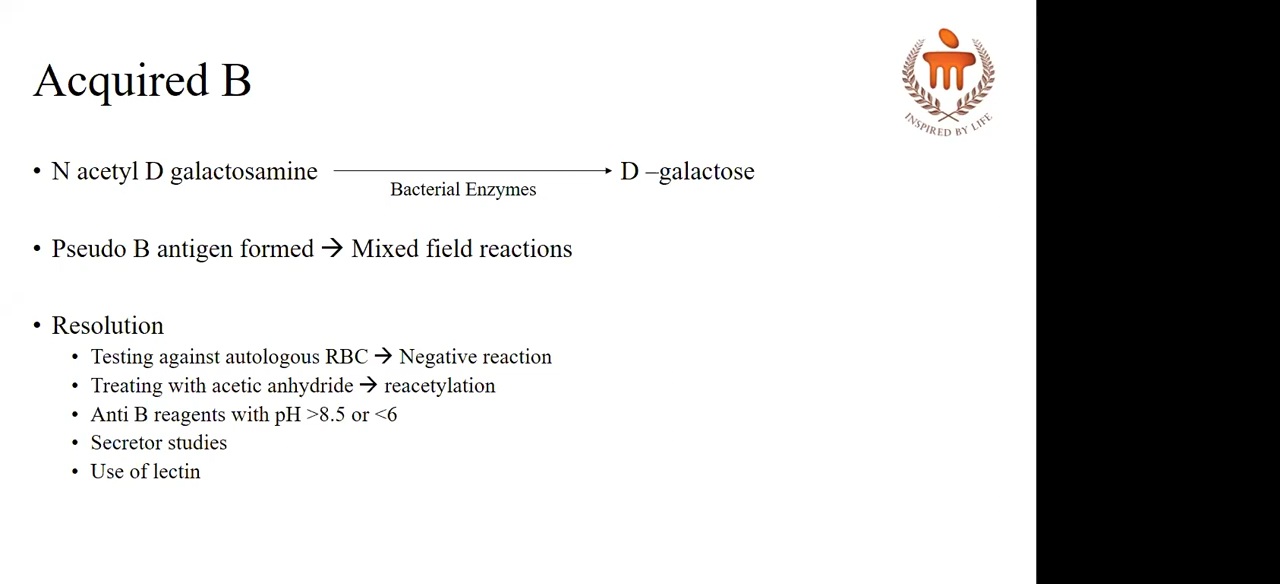 INSPIRED BY LIFE
Acquired B
• N acetyl D galactosamine → D –galactose
Bacterial Enzymes
• Pseudo B antigen formed → Mixed field reactions
• Resolution
• Testing against autologous RBC → Negative reaction
• Treating with acetic anhydride → reacetylation
• Anti B reagents with pH >8.5 or <6
• Secretor studies
• Use of lectin